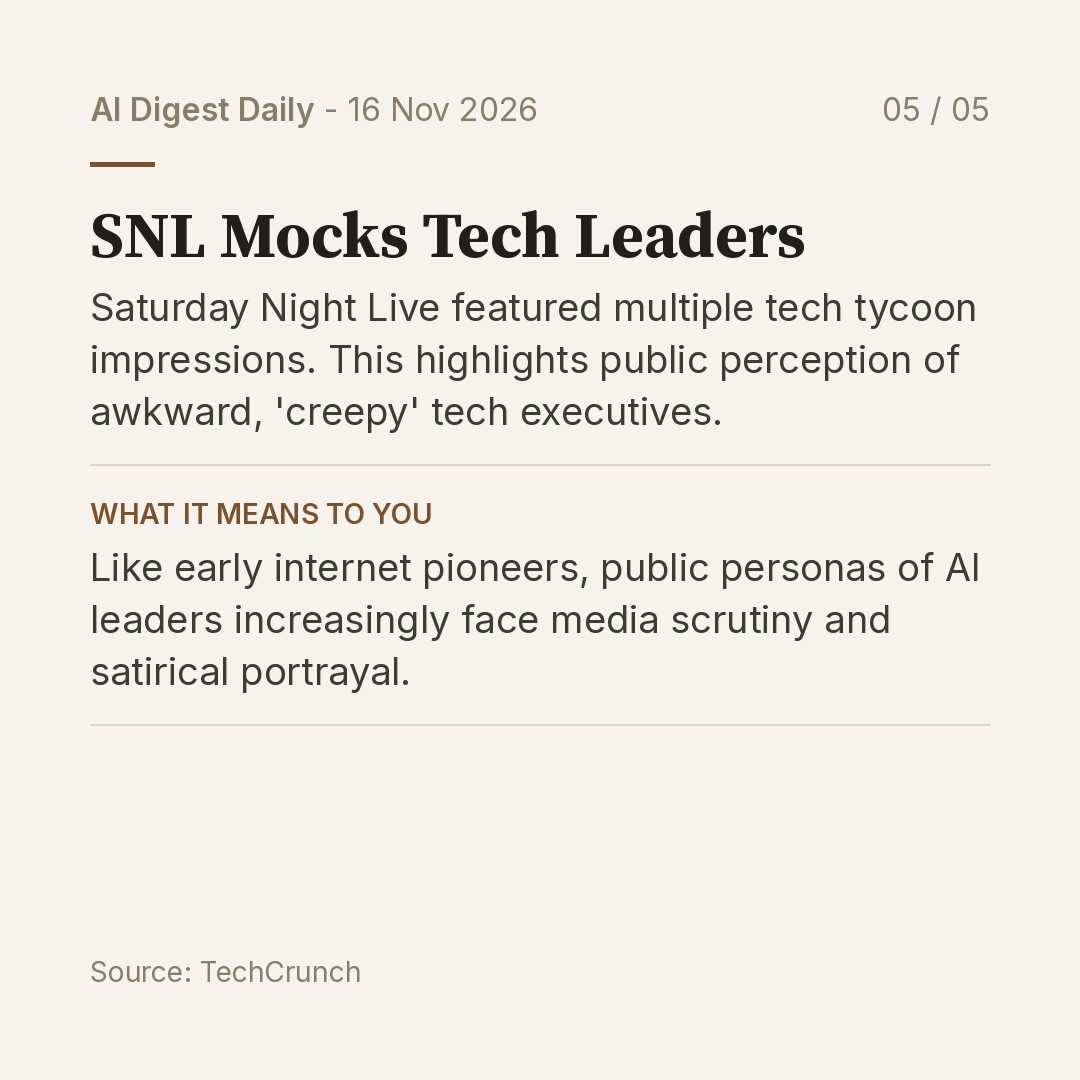 AI Digest Daily - 16 Nov 2026
05 / 05
SNL Mocks Tech Leaders
Saturday Night Live featured multiple tech tycoon
impressions. This highlights public perception of
awkward, 'creepy' tech executives.
WHAT IT MEANS TO YOU
Like early internet pioneers, public personas of AI
leaders increasingly face media scrutiny and
satirical portrayal.
Source: TechCrunch